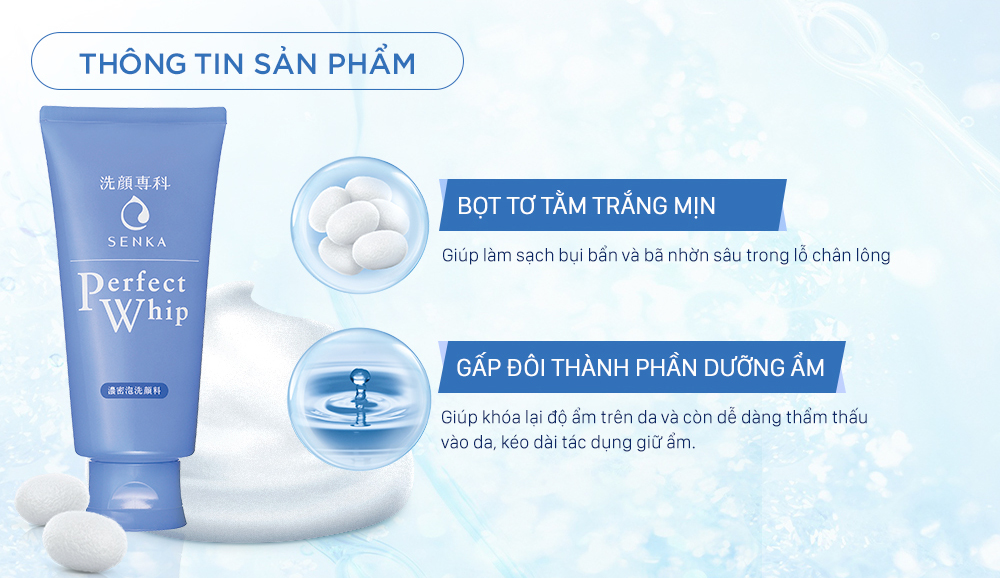 THÔNG TIN SẢN PHẨM
洗顔専科
SENKA
Perfect
Whip
濃密泡洗顔料
BỌT TƠ TẰM TRẮNG MỊN
Giúp làm sạch bụi bẩn và bã nhờn sâu trong lỗ chân lông
GẤP ĐÔI THÀNH PHẦN DƯỠNG ẨM
Giúp khóa lại độ ẩm trên da và còn dễ dàng thẩm thấu
vào da, kéo dài tác dụng giữ ẩm.